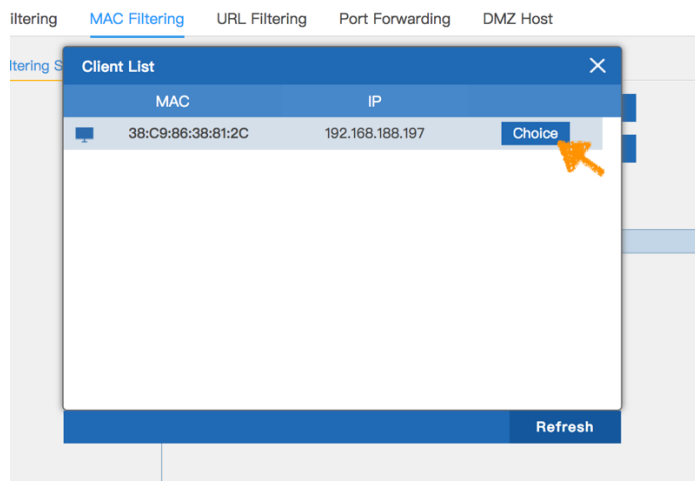 iltering MAC Filtering URL Filtering Port Forwarding DMZ Host
ltering S
Client List
MAC IP
38:C9:86:38:81:2C 192.168.188.197 Choice
Refresh